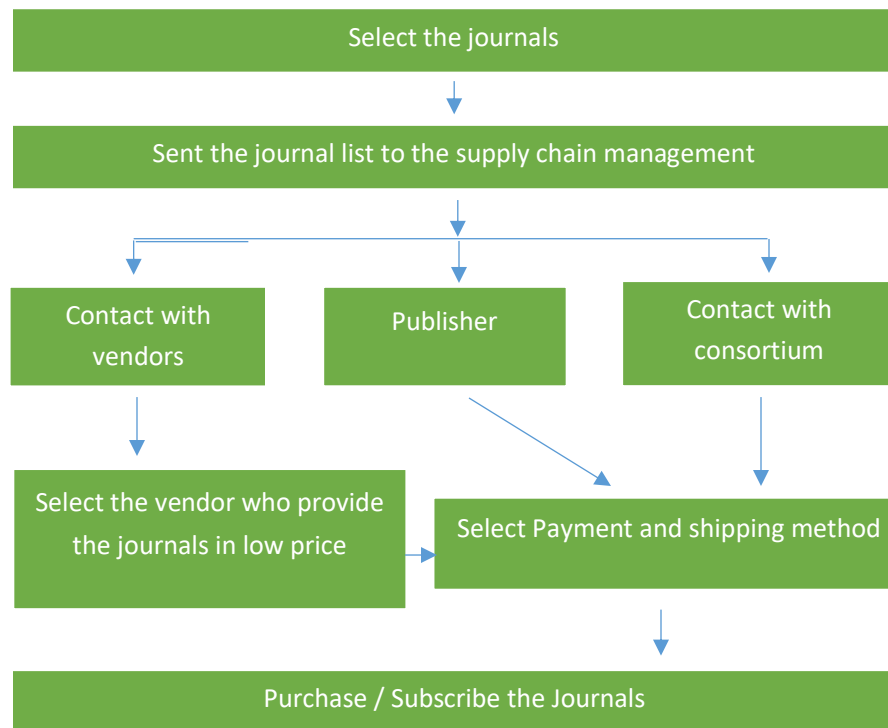 Select the journals
Sent the journal list to the supply chain management
Contact with
vendors
Publisher
Contact with
consortium
Select the vendor who provide
the journals in low price
Select Payment and shipping method
Purchase / Subscribe the Journals